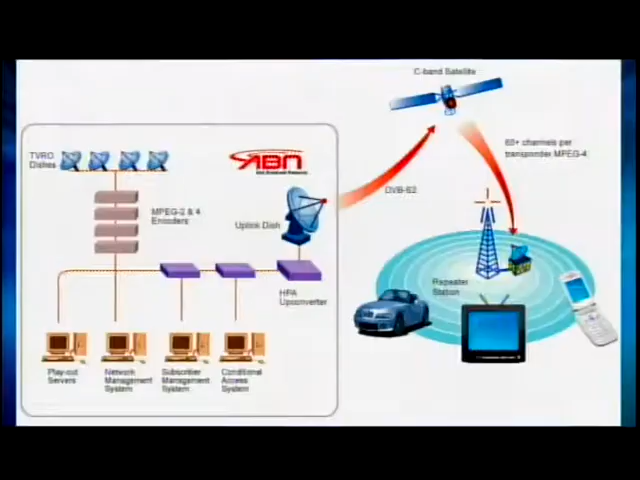 C-band Satellite
60+ channels per
transponder MPEG-4
DVB-S2
TVRO
Dishes
ABN
MPEG-2 & 4
Encoders
Uplink Dish
HPA
Upconverter
Repeater
Station
Play-out
Servers
Network
Management
System
Subscriber
Management
System
Conditional
Access
System